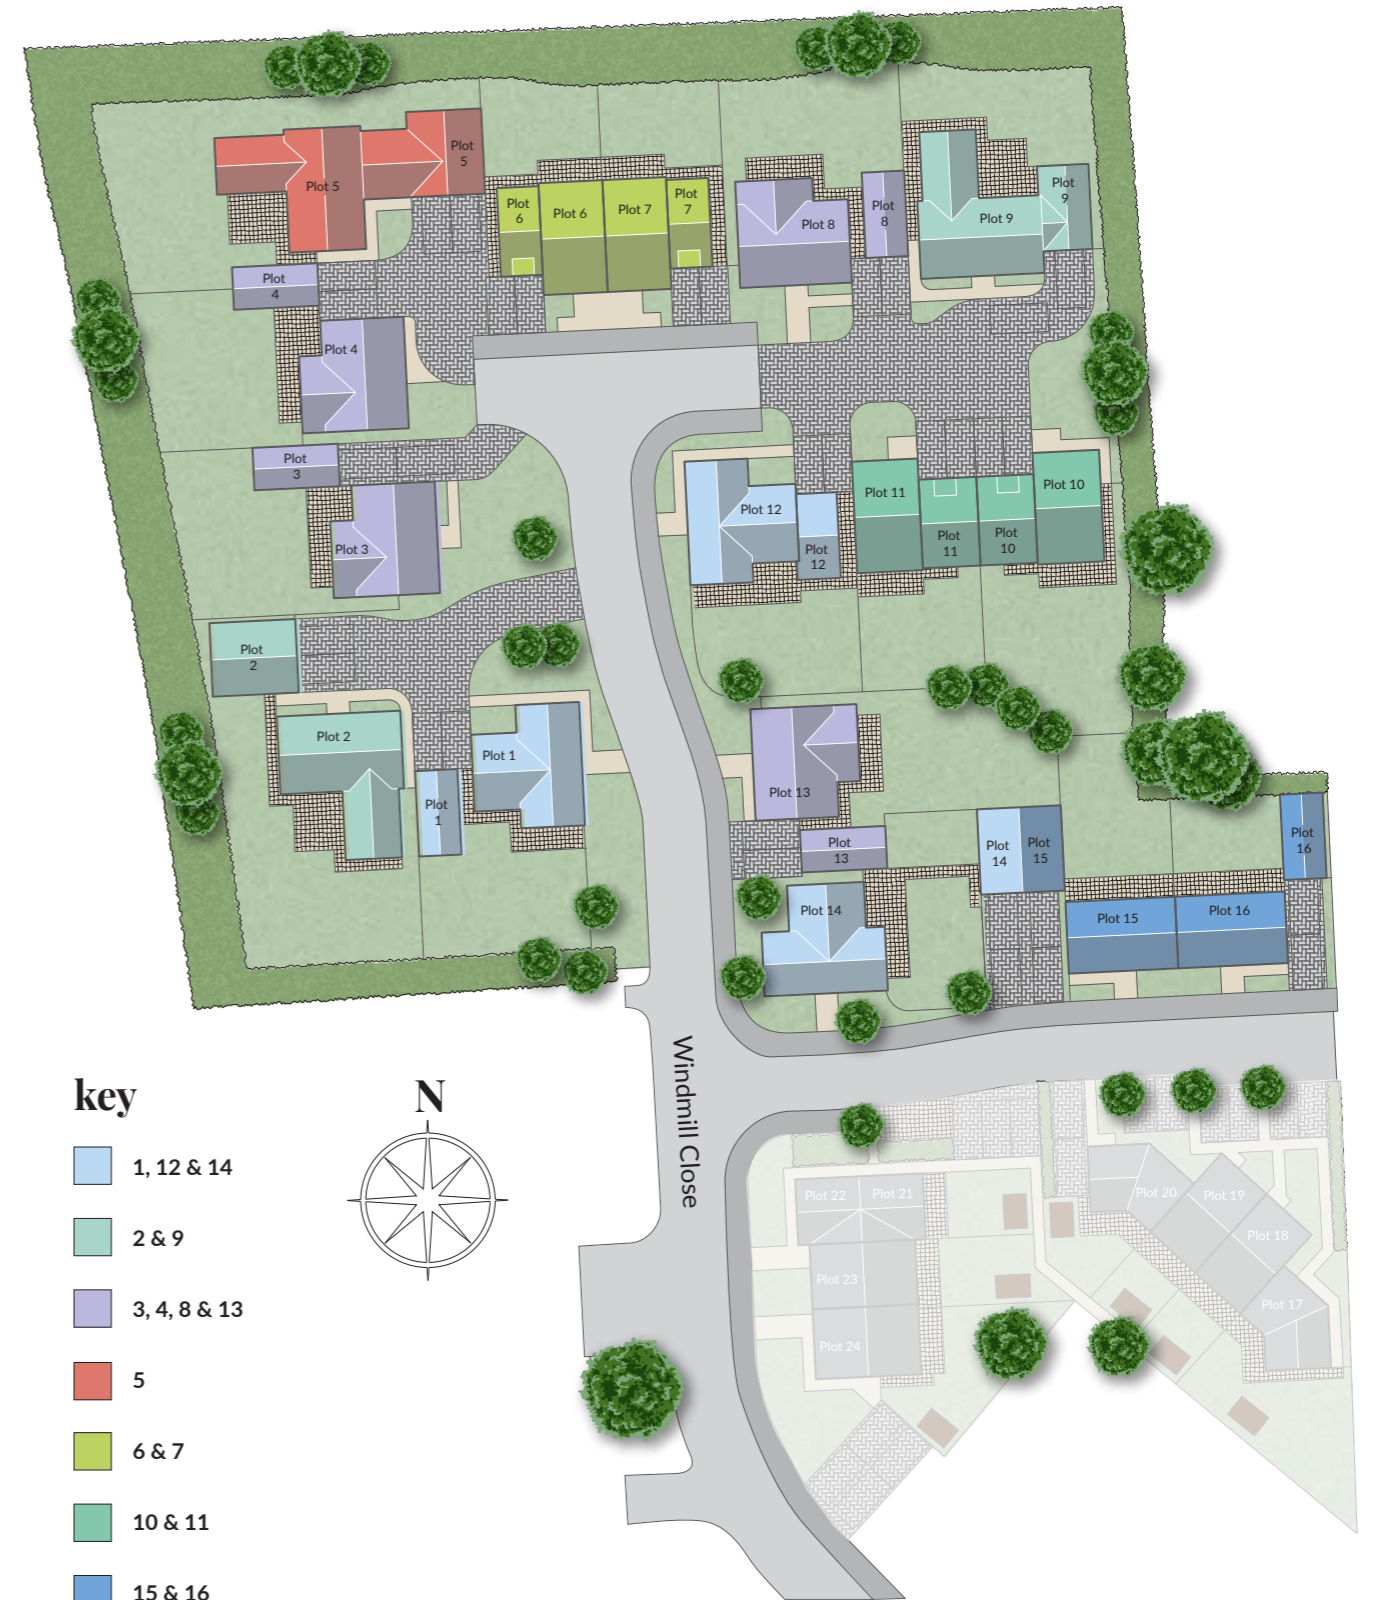 Plot
5
Plot 5
Plot
6
Plot 6
Plot 7
Plot
7
Plot 8
Plot
8
Plot
9
Plot 9
Plot
4
Plot 4
Plot
3
Plot 3
Plot 12
Plot
12
Plot 11
Plot
11
Plot
10
Plot 10
Plot
2
Plot 2
Plot 1
Plot
1
Plot 13
Plot
13
Plot 14
Plot
14
Plot
15
Plot 15
Plot 16
Plot
16
Windmill Close
Plot 22
Plot 21
Plot 23
Plot 24
Plot 20
Plot 19
Plot 18
Plot 17
key
N
1, 12 & 14
2 & 9
3, 4, 8 & 13
5
6 & 7
10 & 11
15 & 16